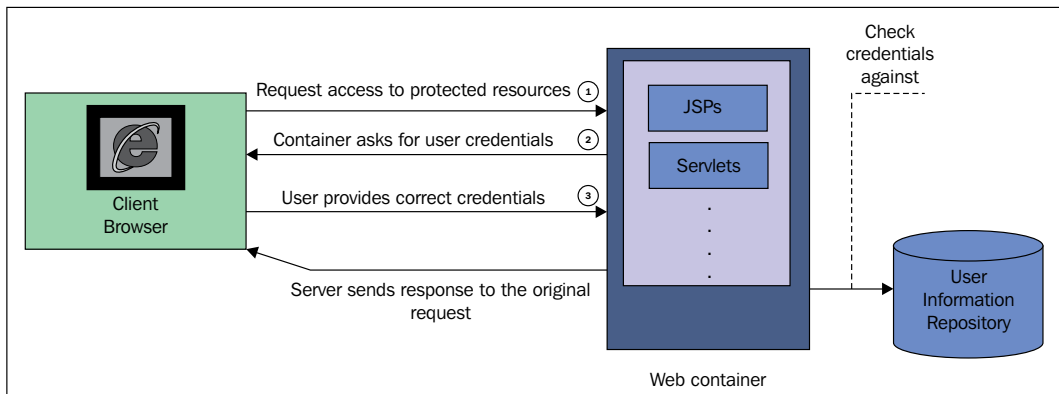 Check
credentials
against
Request access to protected resources 1
JSPs
Container asks for user credentials 2
Servlets
User provides correct credentials 3
Client
Browser
.
.
.
.
Server sends response to the original
request
User
Information
Repository
Web container